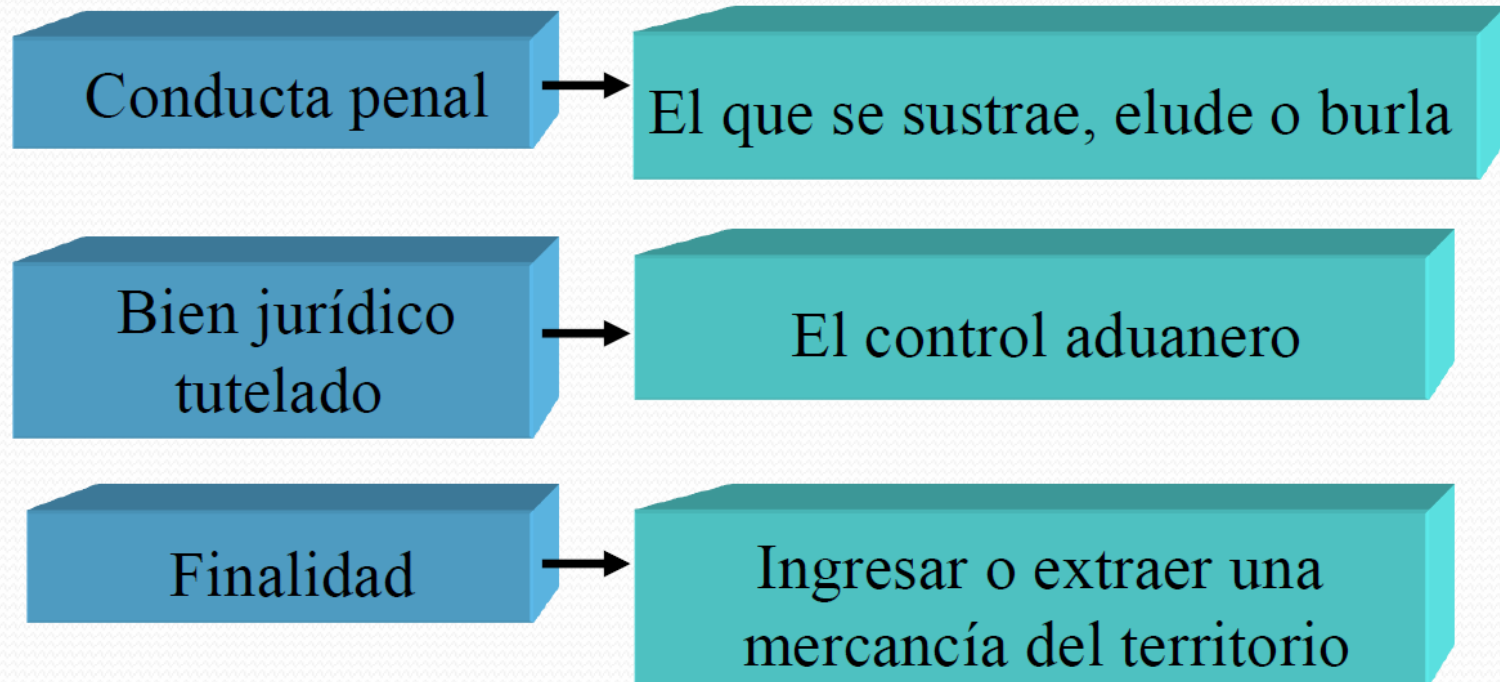 Conducta penal
El que se sustrae, elude o burla
Bien jurídico
tutelado
El control aduanero
Finalidad
Ingresar o extraer una
mercancía del territorio